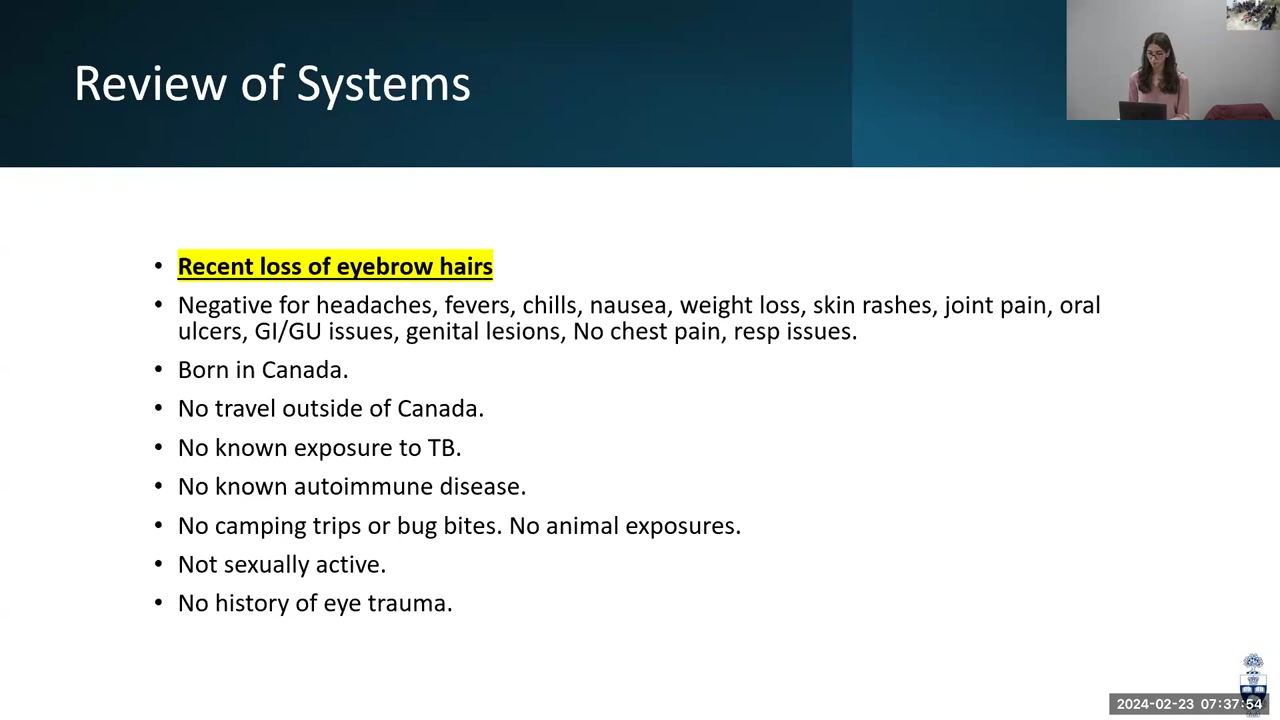 Review of Systems
• Recent loss of eyebrow hairs
• Negative for headaches, fevers, chills, nausea, weight loss, skin rashes, joint pain, oral
ulcers, GI/GU issues, genital lesions, No chest pain, resp issues.
• Born in Canada.
• No travel outside of Canada.
• No known exposure to TB.
• No known autoimmune disease.
• No camping trips or bug bites. No animal exposures.
• Not sexually active.
• No history of eye trauma.
2024-02-23 07:37:54